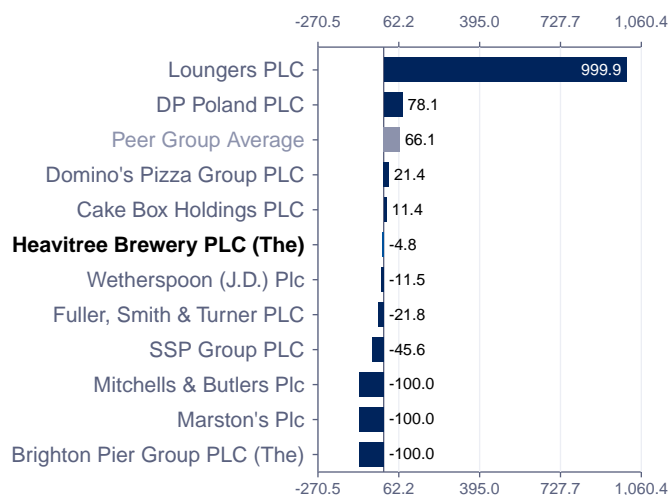 -270.5 62.2 395.0 727.7 1,060.4
Loungers PLC 999.9
DP Poland PLC 78.1
Peer Group Average 66.1
Domino's Pizza Group PLC 21.4
Cake Box Holdings PLC 11.4
Heavitree Brewery PLC (The) -4.8
Wetherspoon (J.D.) Plc -11.5
Fuller, Smith & Turner PLC -21.8
SSP Group PLC -45.6
Mitchells & Butlers Plc -100.0
Marston's Plc -100.0
Brighton Pier Group PLC (The) -100.0
-270.5 62.2 395.0 727.7 1,060.4